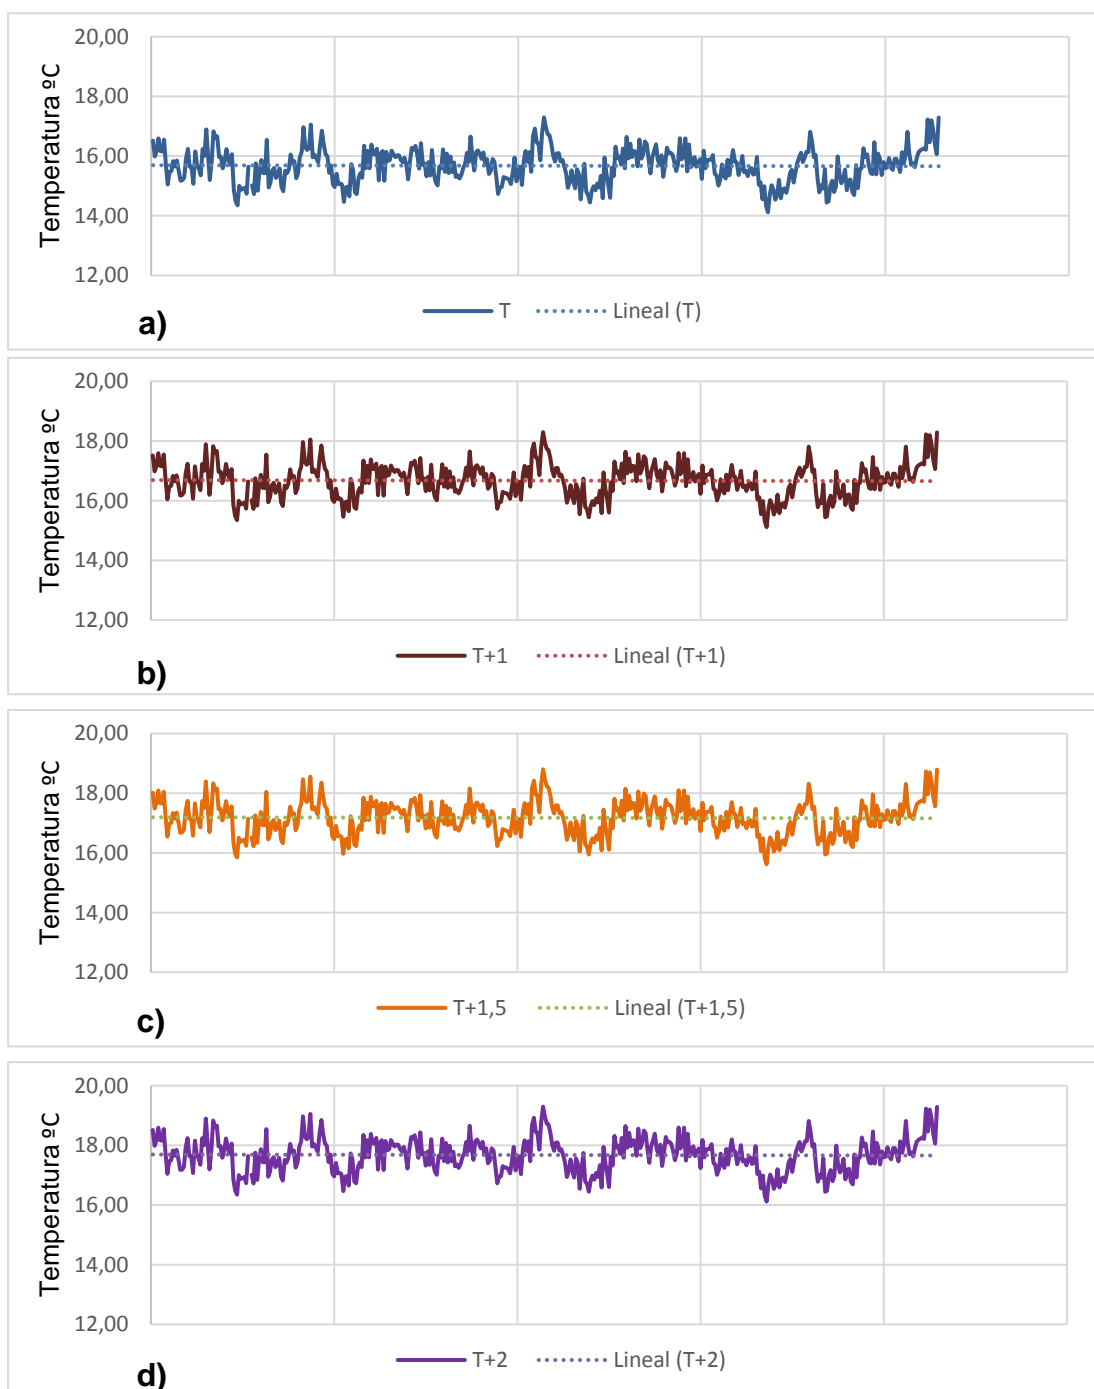 Temperatura ºC
20,00
18,00
16,00
14,00
12,00
T
Lineal (T)
a)
Temperatura ºC
20,00
18,00
16,00
14,00
12,00
T+1
Lineal (T+1)
b)
Temperatura ºC
20,00
18,00
16,00
14,00
12,00
T+1,5
Lineal (T+1,5)
c)
Temperatura ºC
20,00
18,00
16,00
14,00
12,00
T+2
Lineal (T+2)
d)